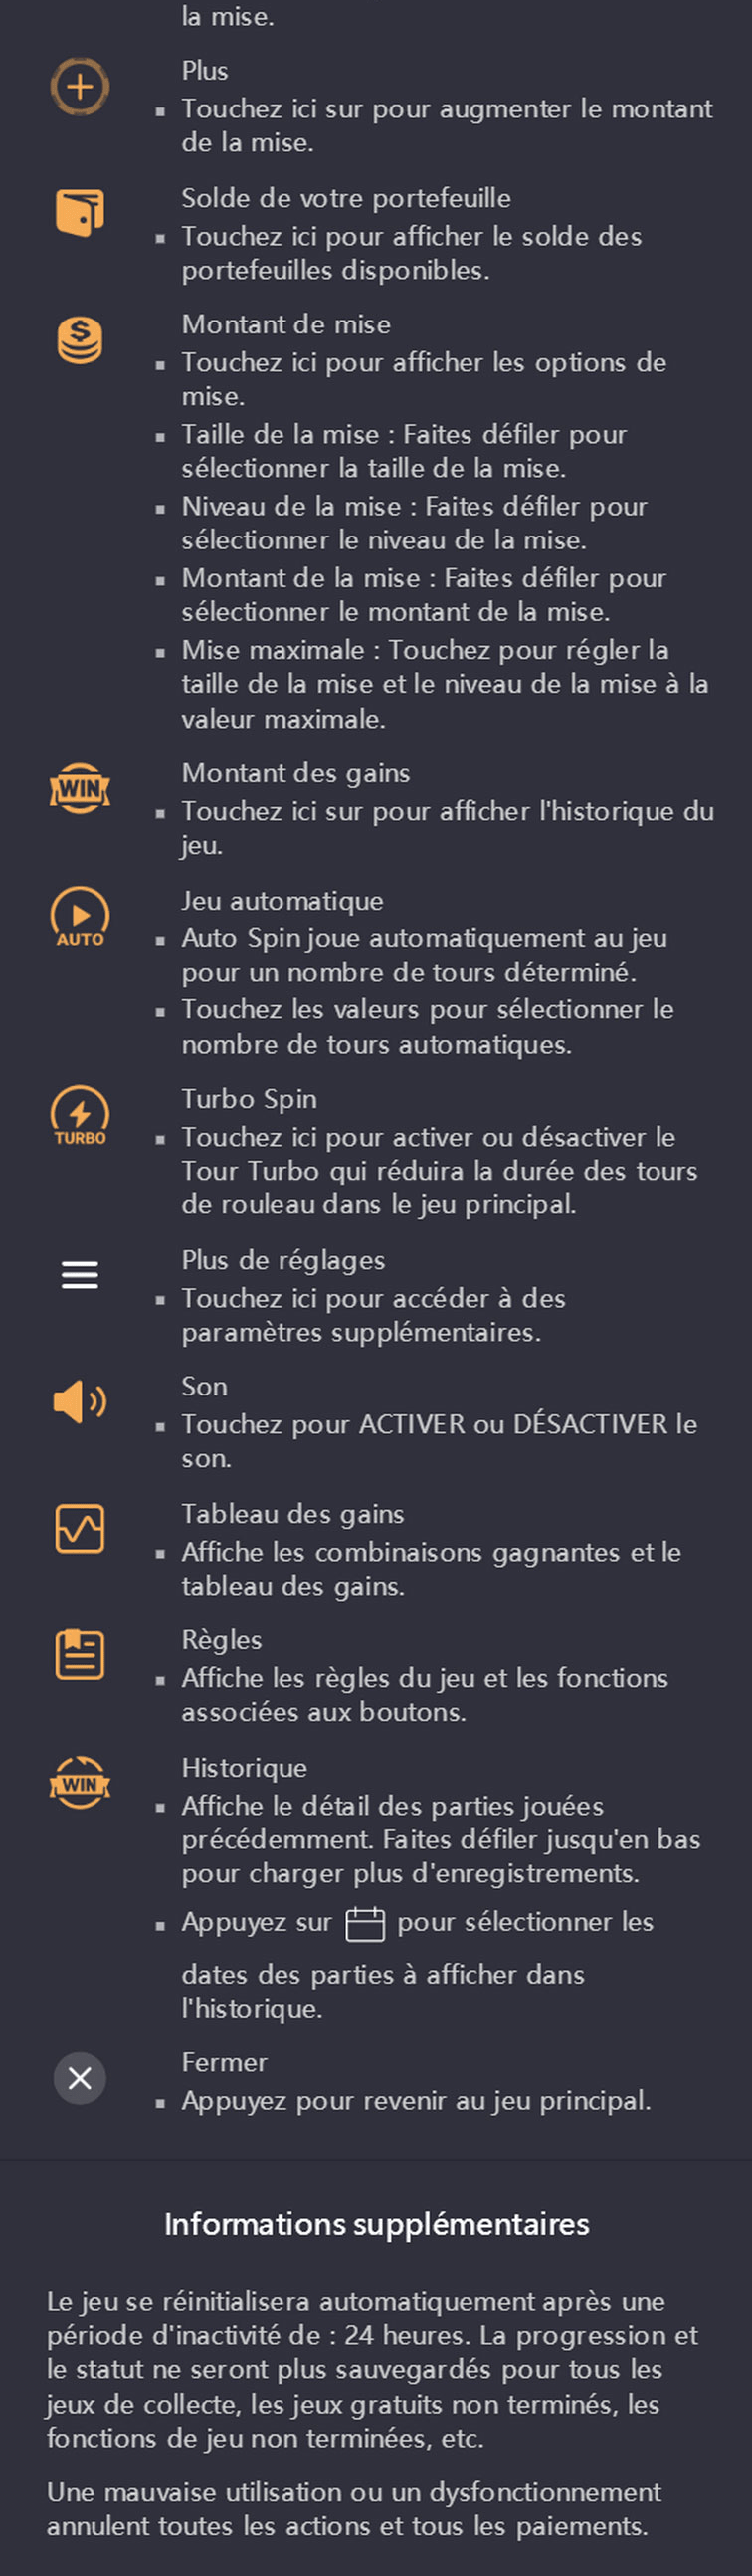 la mise.
Plus
▪ Touchez ici sur pour augmenter le montant
de la mise.
Solde de votre portefeuille
▪ Touchez ici pour afficher le solde des
portefeuilles disponibles.
$
Montant de mise
▪ Touchez ici pour afficher les options de
mise.
▪ Taille de la mise : Faites défiler pour
sélectionner la taille de la mise.
▪ Niveau de la mise : Faites défiler pour
sélectionner le niveau de la mise.
▪ Montant de la mise : Faites défiler pour
sélectionner le montant de la mise.
▪ Mise maximale : Touchez pour régler la
taille de la mise et le niveau de la mise à la
valeur maximale.
WIN
Montant des gains
▪ Touchez ici sur pour afficher l'historique du
jeu.
AUTO
Jeu automatique
▪ Auto Spin joue automatiquement au jeu
pour un nombre de tours déterminé.
▪ Touchez les valeurs pour sélectionner le
nombre de tours automatiques.
TURBO
Turbo Spin
▪ Touchez ici pour activer ou désactiver le
Tour Turbo qui réduira la durée des tours
de rouleau dans le jeu principal.
Plus de réglages
▪ Touchez ici pour accéder à des
paramètres supplémentaires.
Son
▪ Touchez pour ACTIVER ou DÉSACTIVER le
son.
Tableau des gains
▪ Affiche les combinaisons gagnantes et le
tableau des gains.
Règles
▪ Affiche les règles du jeu et les fonctions
associées aux boutons.
WIN
Historique
▪ Affiche le détail des parties jouées
précédemment. Faites défiler jusqu'en bas
pour charger plus d'enregistrements.
▪ Appuyez sur pour sélectionner les
dates des parties à afficher dans
l'historique.
Fermer
▪ Appuyez pour revenir au jeu principal.
Informations supplémentaires
Le jeu se réinitialisera automatiquement après une
période d'inactivité de : 24 heures. La progression et
le statut ne seront plus sauvegardés pour tous les
jeux de collecte, les jeux gratuits non terminés, les
fonctions de jeu non terminées, etc.
Une mauvaise utilisation ou un dysfonctionnement
annulent toutes les actions et tous les paiements.